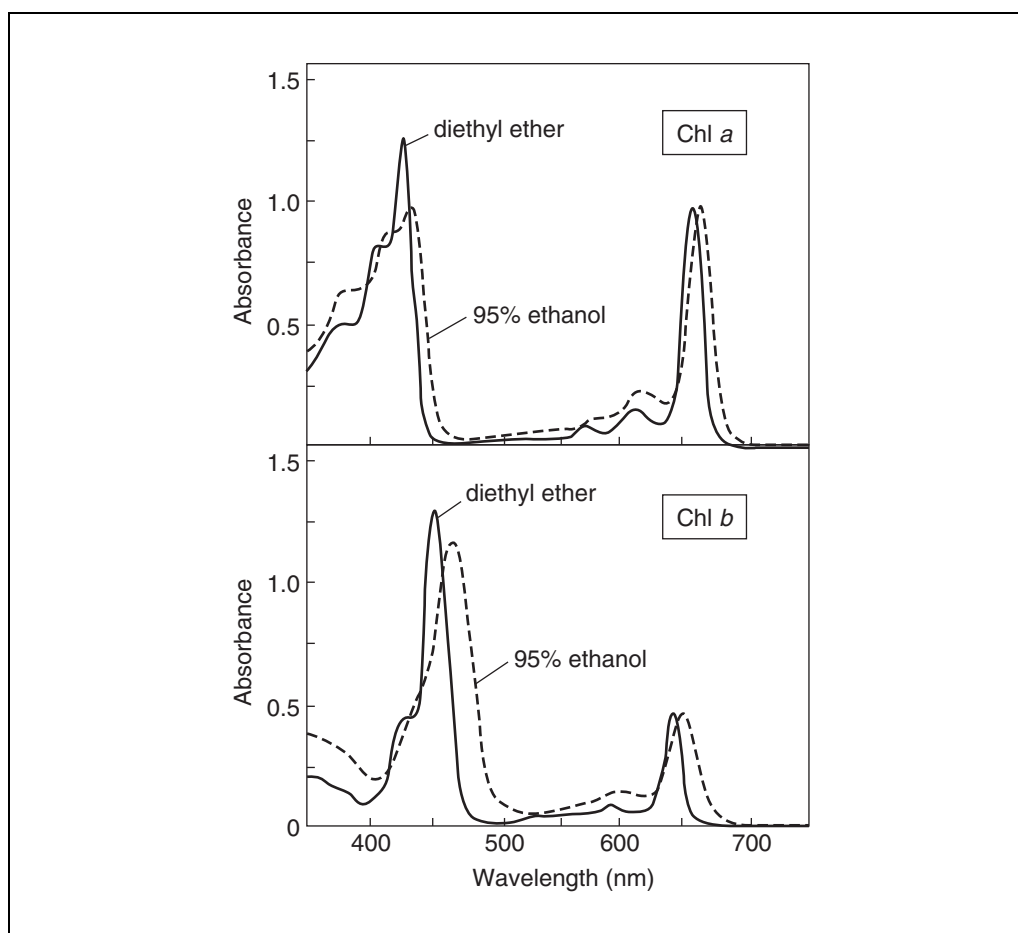 1.5
diethyl ether
Chl a
1.0
Absorbance
95% ethanol
0.5
1.5
diethyl ether
Chl b
1.0
Absorbance
95% ethanol
0.5
0
400 500 600 700
Wavelength (nm)